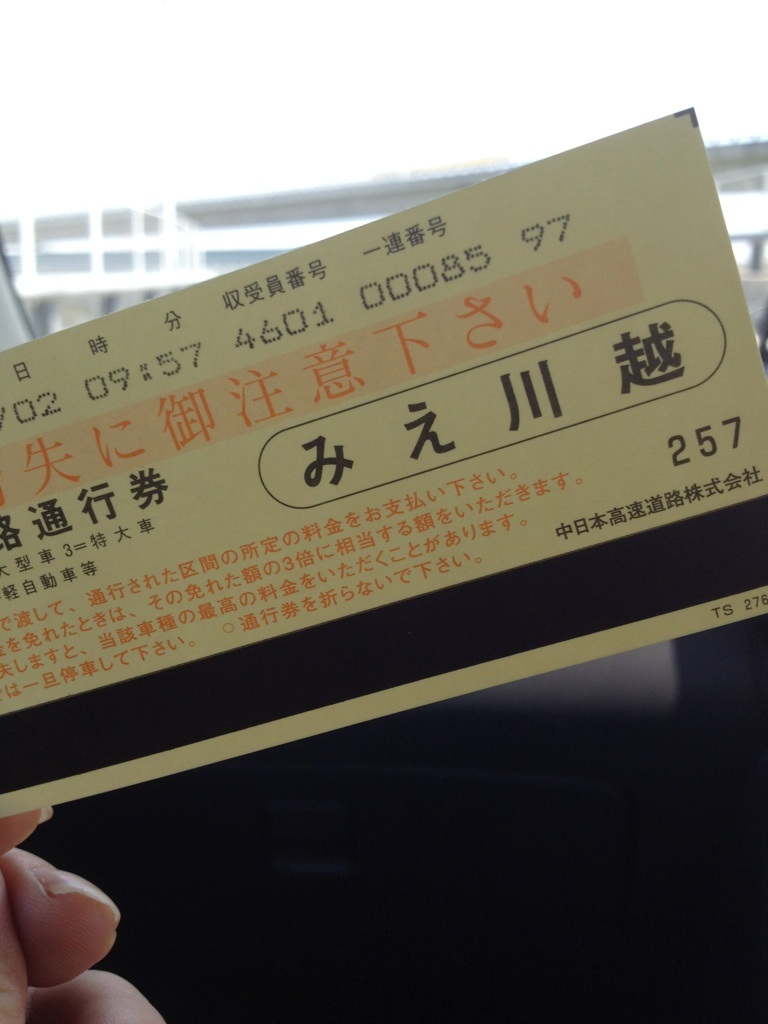 日 時 分 収受員番号 一連番号
/02 09:57 4601 00085 97
失に御注意下さい
路通行券 みえ川越
大型車 3=特大車 257
軽自動車等 中日本高速道路株式会社
で渡して、通行された区間の所定の料金をお支払い下さい。
を免れたときは、その免れた額の3倍に相当する額をいただきます。
失しますと、当該車種の最高の料金をいただくことがあります。
では一旦停車して下さい。 ○通行券を折らないで下さい。
TS 276